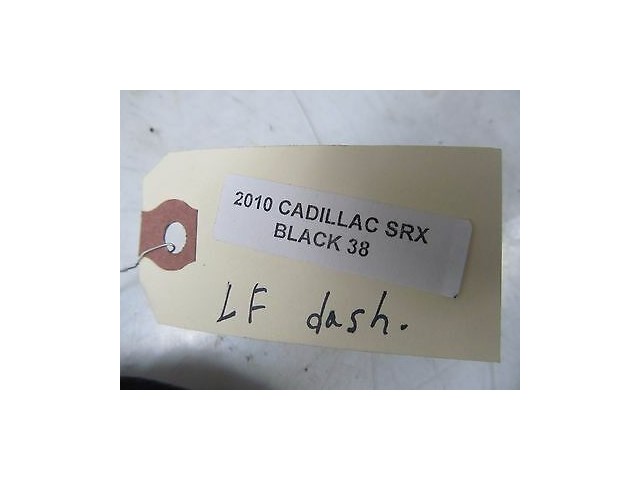 2010 CADILLAC SRX
BLACK 38
LF dash.